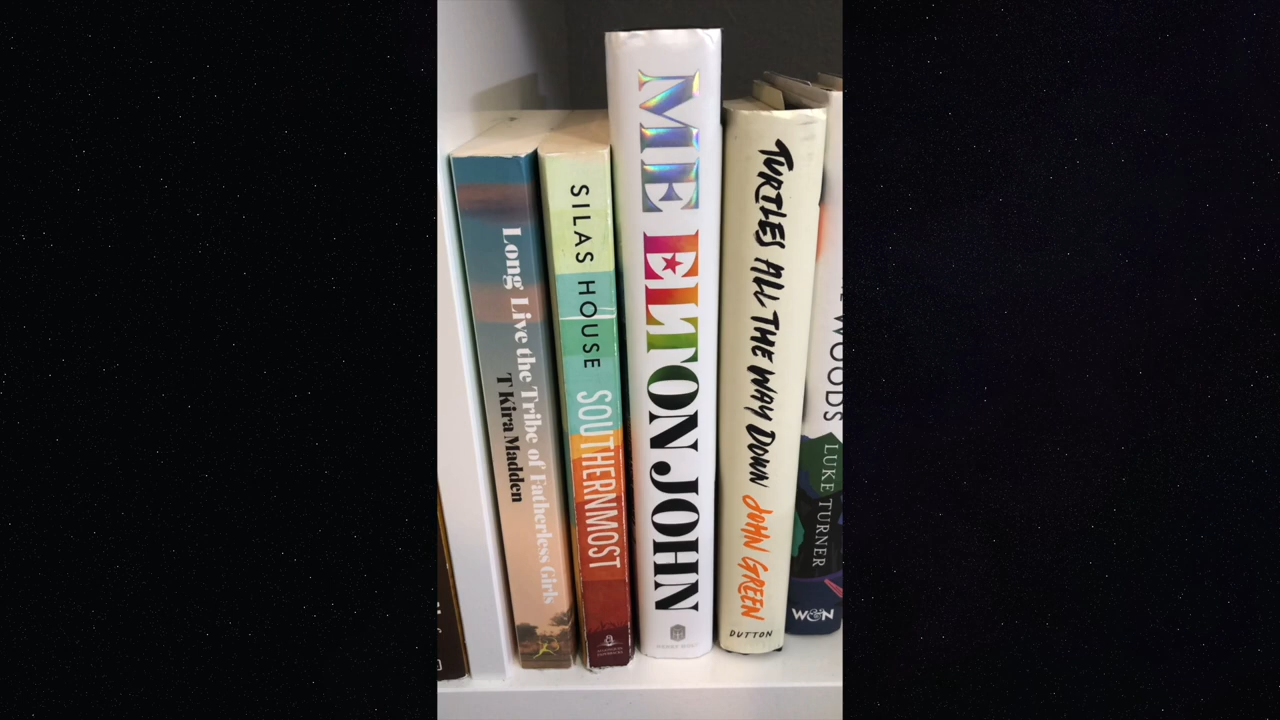 Long Live the Tribe of Fatherless Girls
T Kira Madden
SILAS HOUSE
SOUTHERNMOST
ME
ELTON JOHN
TURTLES ALL THE WAY DOWN
JOHN GREEN
DUTTON
WOODS
LUKE TURNER
W&N